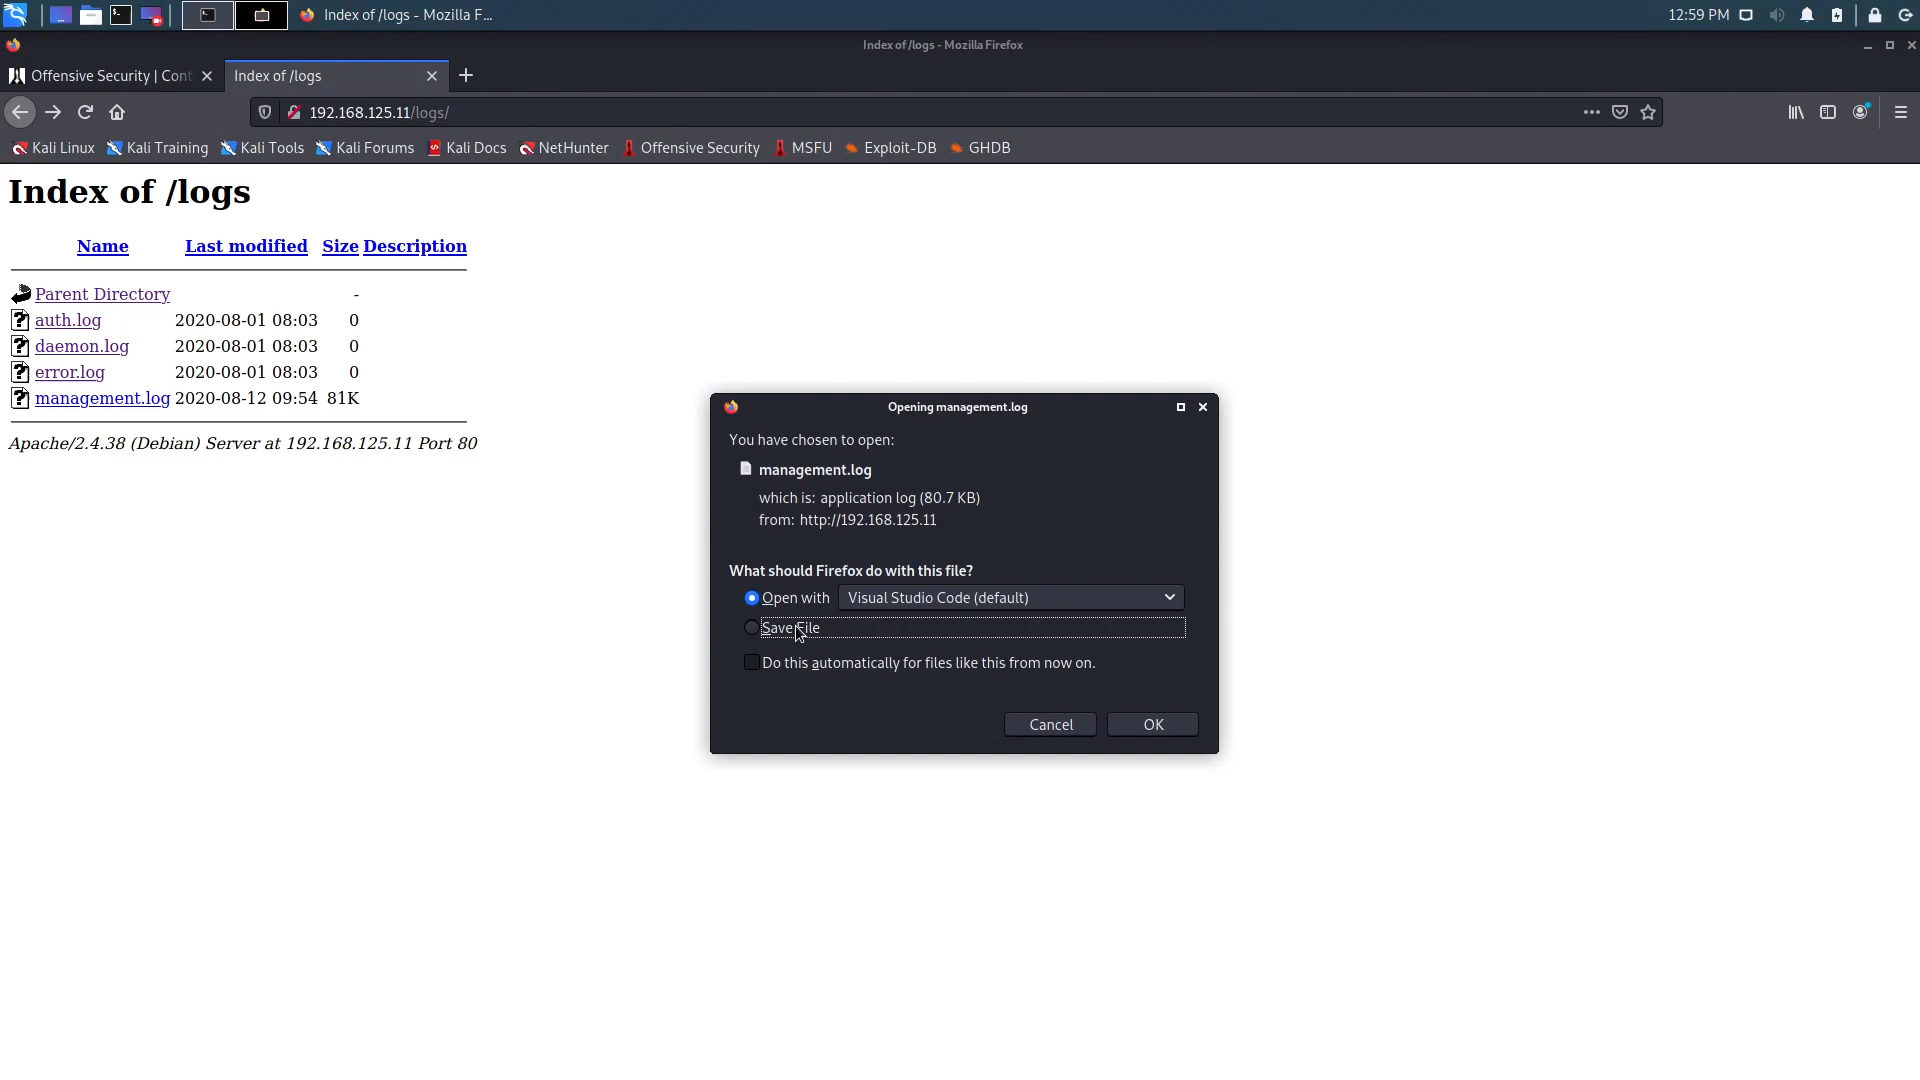 Index of /logs - Mozilla F...
12:59 PM
Index of /logs - Mozilla Firefox
Offensive Security | Cont
Index of /logs
192.168.125.11/logs/
Kali Linux Kali Training Kali Tools Kali Forums Kali Docs NetHunter Offensive Security MSFU Exploit-DB GHDB
Index of /logs
Name Last modified Size Description
Parent Directory -
auth.log 2020-08-01 08:03 0
daemon.log 2020-08-01 08:03 0
error.log 2020-08-01 08:03 0
management.log 2020-08-12 09:54 81K
Apache/2.4.38 (Debian) Server at 192.168.125.11 Port 80
Opening management.log
You have chosen to open:
management.log
which is: application log (80.7 KB)
from: http://192.168.125.11
What should Firefox do with this file?
Open with Visual Studio Code (default)
Save File
Do this automatically for files like this from now on.
Cancel OK